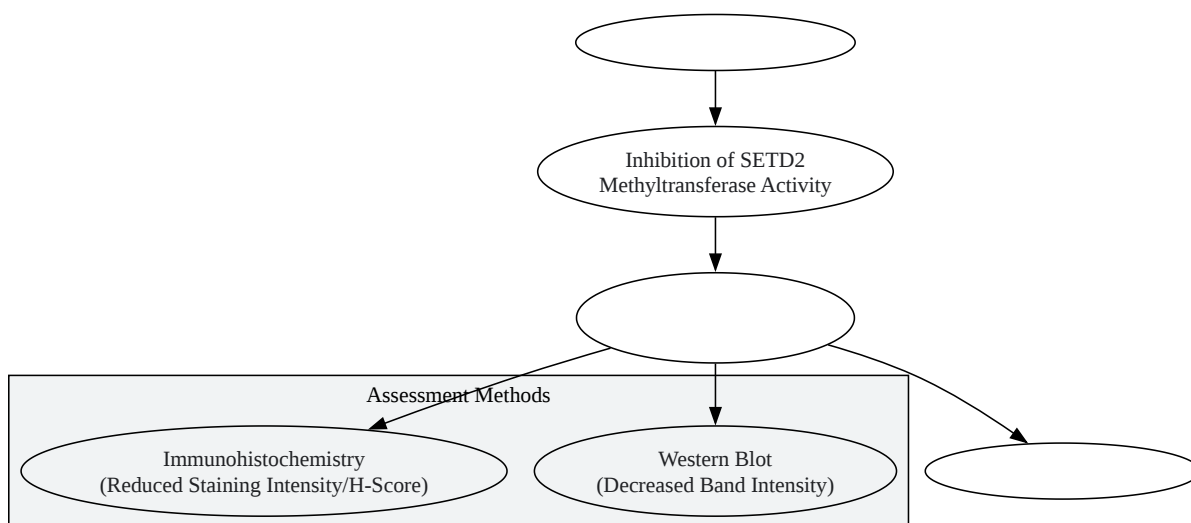 Inhibition of SETD2
Methyltransferase Activity
Assessment Methods
Immunohistochemistry
(Reduced Staining Intensity/H-Score)
Western Blot
(Decreased Band Intensity)